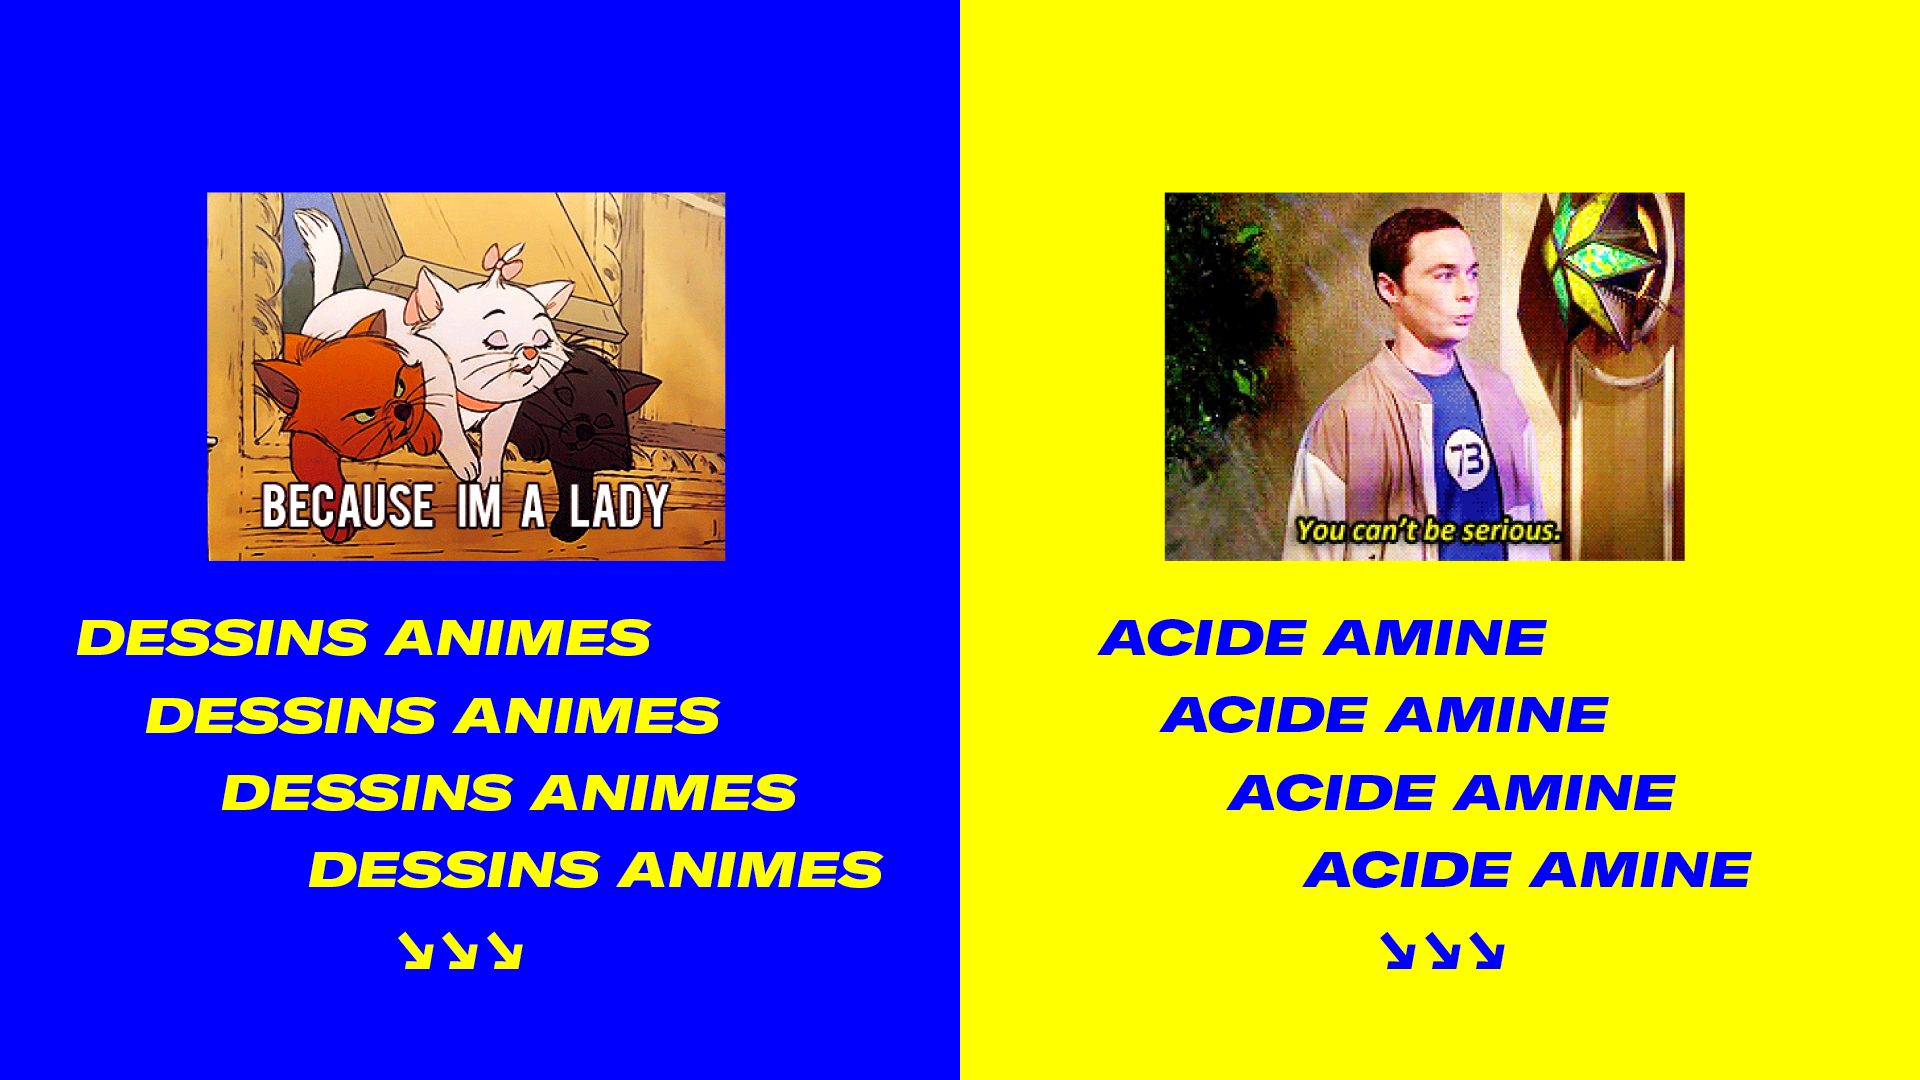 BECAUSE IM A LADY
DESSINS ANIMES
DESSINS ANIMES
DESSINS ANIMES
DESSINS ANIMES
↘↘↘
73
You can't be serious.
ACIDE AMINE
ACIDE AMINE
ACIDE AMINE
ACIDE AMINE
↘↘↘